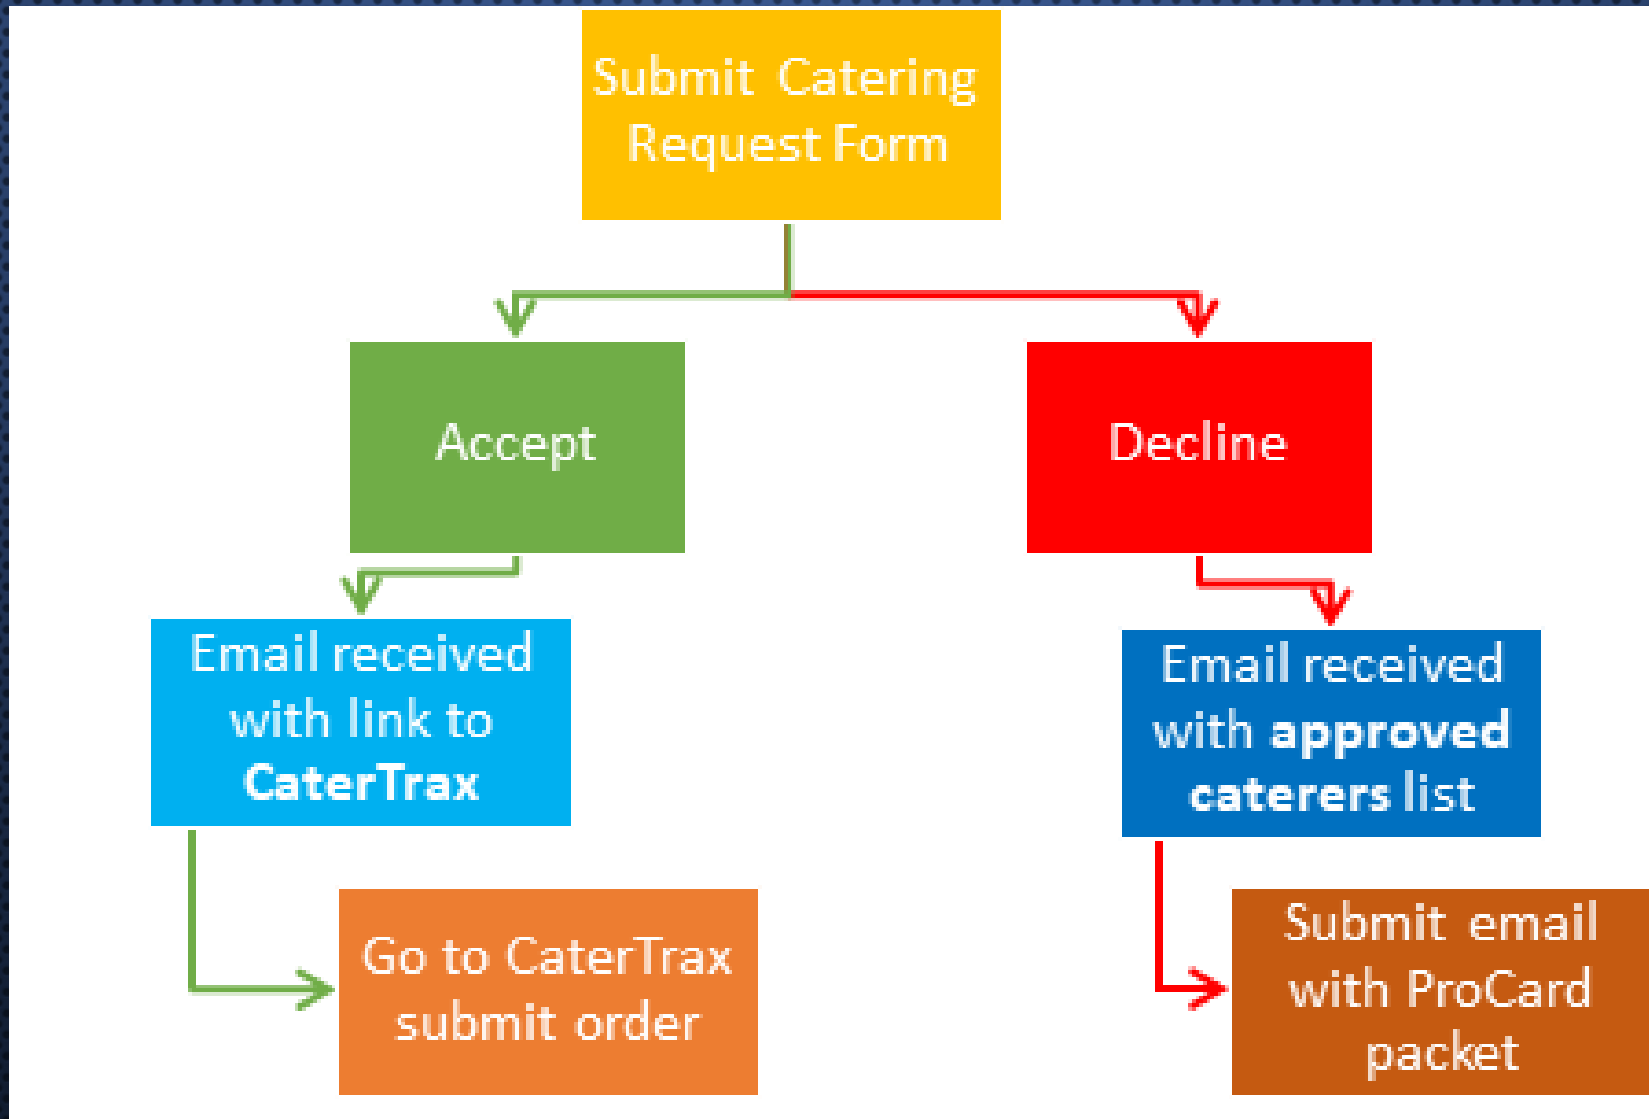 Submit Catering
Request Form
Accept
Decline
Email received
with link to
CaterTrax
Email received
with approved
caterers list
Go to CaterTrax
submit order
Submit email
with ProCard
packet